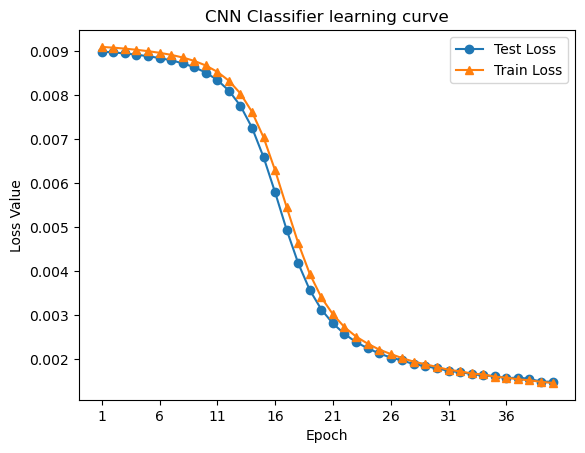 CNN Classifier learning curve
Test Loss
Train Loss
0.009
0.008
0.007
0.006
0.005
0.004
0.003
0.002
Loss Value
1 6 11 16 21 26 31 36
Epoch